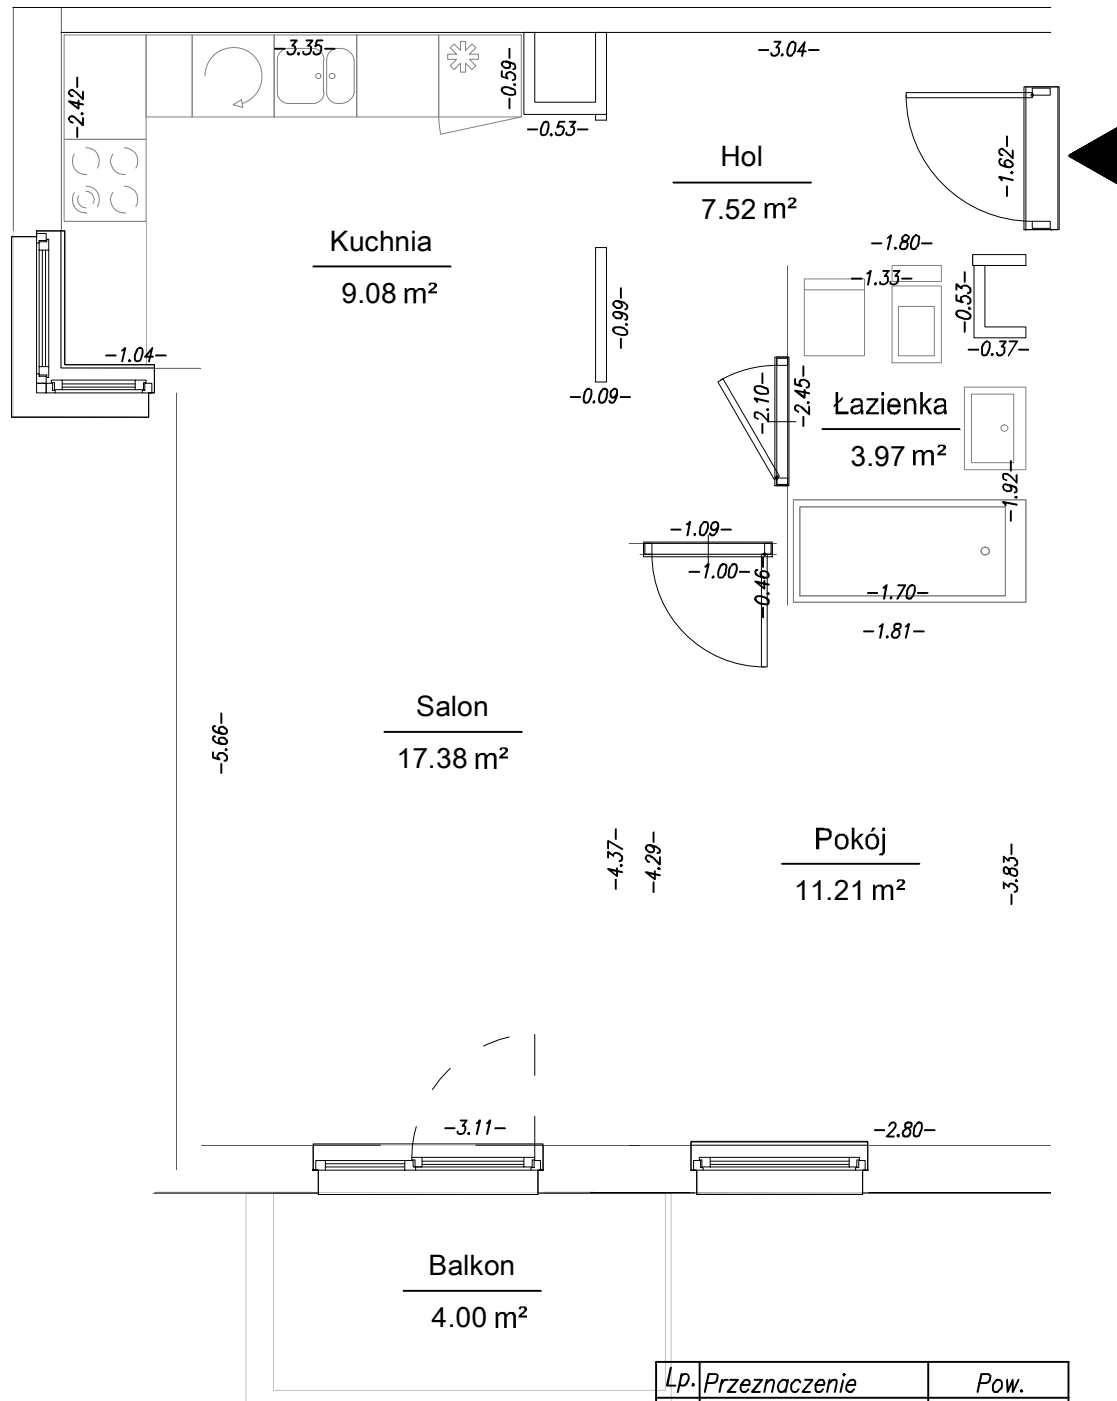 -3.35-
-3.04-
-2.42-
-0.59-
-0.53-
Hol
7.52 m²
-1.62-
Kuchnia
9.08 m²
-1.80-
-1.33-
-0.53-
-0.99-
-0.37-
-1.04-
-0.09-
-2.10-
-2.45-
Łazienka
3.97 m²
-1.92-
-1.09-
-1.00-
-0.46-
-1.70-
-1.81-
Salon
17.38 m²
-5.66-
Pokój
11.21 m²
-4.37-
-4.29-
-3.83-
-3.11-
-2.80-
Balkon
4.00 m²
Lp. Przeznaczenie Pow.